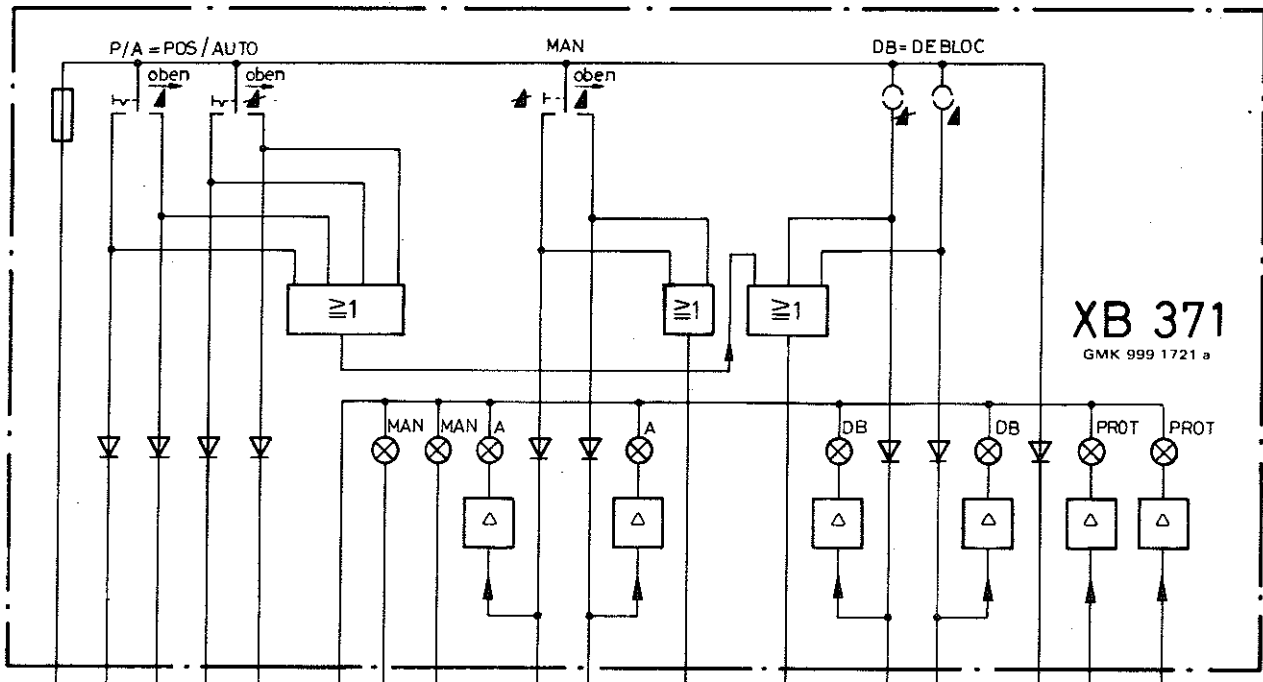 P/A = POS/AUTO
MAN
DB = DEBLOC
oben
oben
oben
≧1
≧1
≧1
XB 371
GMK 999 1721 a
MAN
MAN
A
A
DB
DB
PROT
PROT
Δ
Δ
Δ
Δ
Δ
Δ